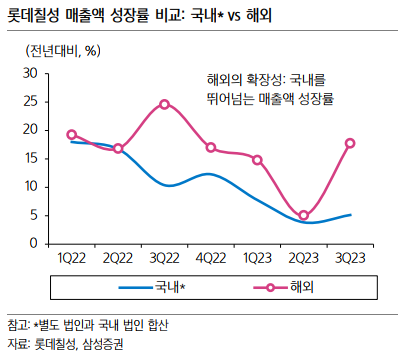 롯데칠성 매출액 성장률 비교: 국내* vs 해외
(전년대비, %)
30
25
20
15
10
5
0
해외의 확장성: 국내를
뛰어넘는 매출액 성장률
1Q22 2Q22 3Q22 4Q22 1Q23 2Q23 3Q23
국내* 해외
참고: *별도 법인과 국내 법인 합산
자료: 롯데칠성, 삼성증권